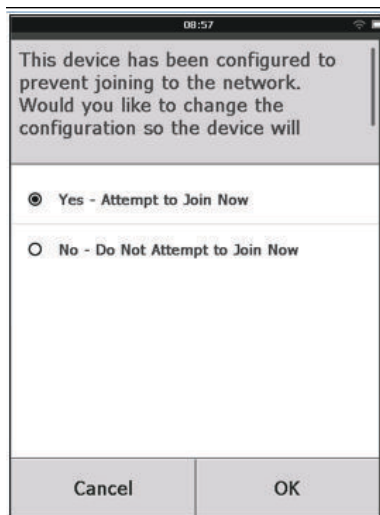 08:57
This device has been configured to
prevent joining to the network.
Would you like to change the
configuration so the device will
Yes - Attempt to Join Now
No - Do Not Attempt to Join Now
Cancel
OK